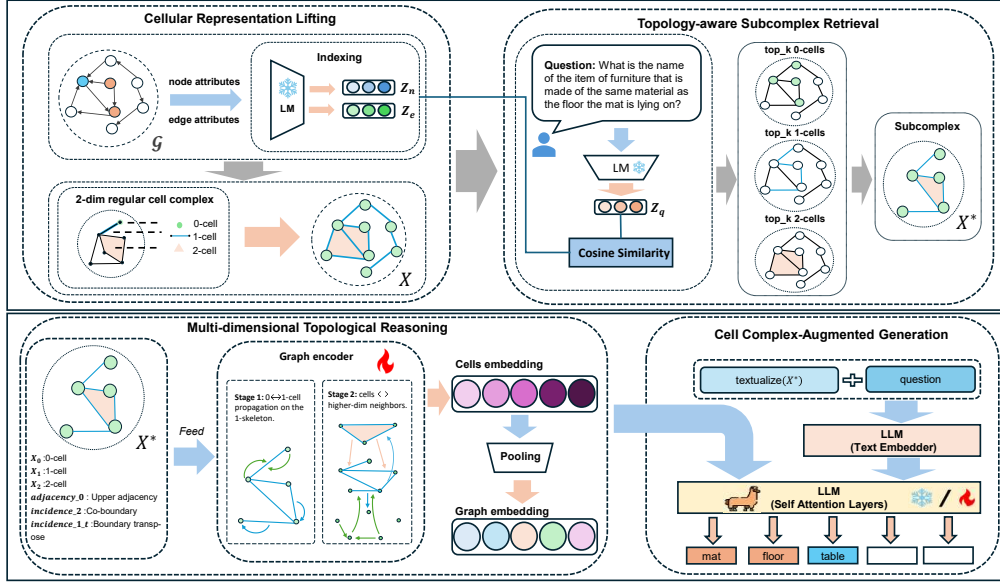 Cellular Representation Lifting
node attributes
edge attributes
𝒢
Indexing
LM
Z_n
Z_e
2-dim regular cell complex
0-cell
1-cell
2-cell
X
Topology-aware Subcomplex Retrieval
Question: What is the name
of the item of furniture that is
made of the same material as
the floor the mat is lying on?
LM
Z_q
Cosine Similarity
top_k 0-cells
top_k 1-cells
top_k 2-cells
Subcomplex
X*
Multi-dimensional Topological Reasoning
X*
X_0 :0-cell
X_1 :1-cell
X_2 :2-cell
adjacency_0 : Upper adjacency
incidence_2 : Co-boundary
incidence_1_t :Boundary transp-
ose
Feed
Graph encoder
Stage 1: 0<->1-cell
propagation on the
1-skeleton.
Stage 2: cells < >
higher-dim neighbors.
Cells embedding
Pooling
Graph embedding
Cell Complex-Augmented Generation
textualize(X*)
question
LLM
(Text Embedder)
LLM
(Self Attention Layers)
/
mat
floor
table